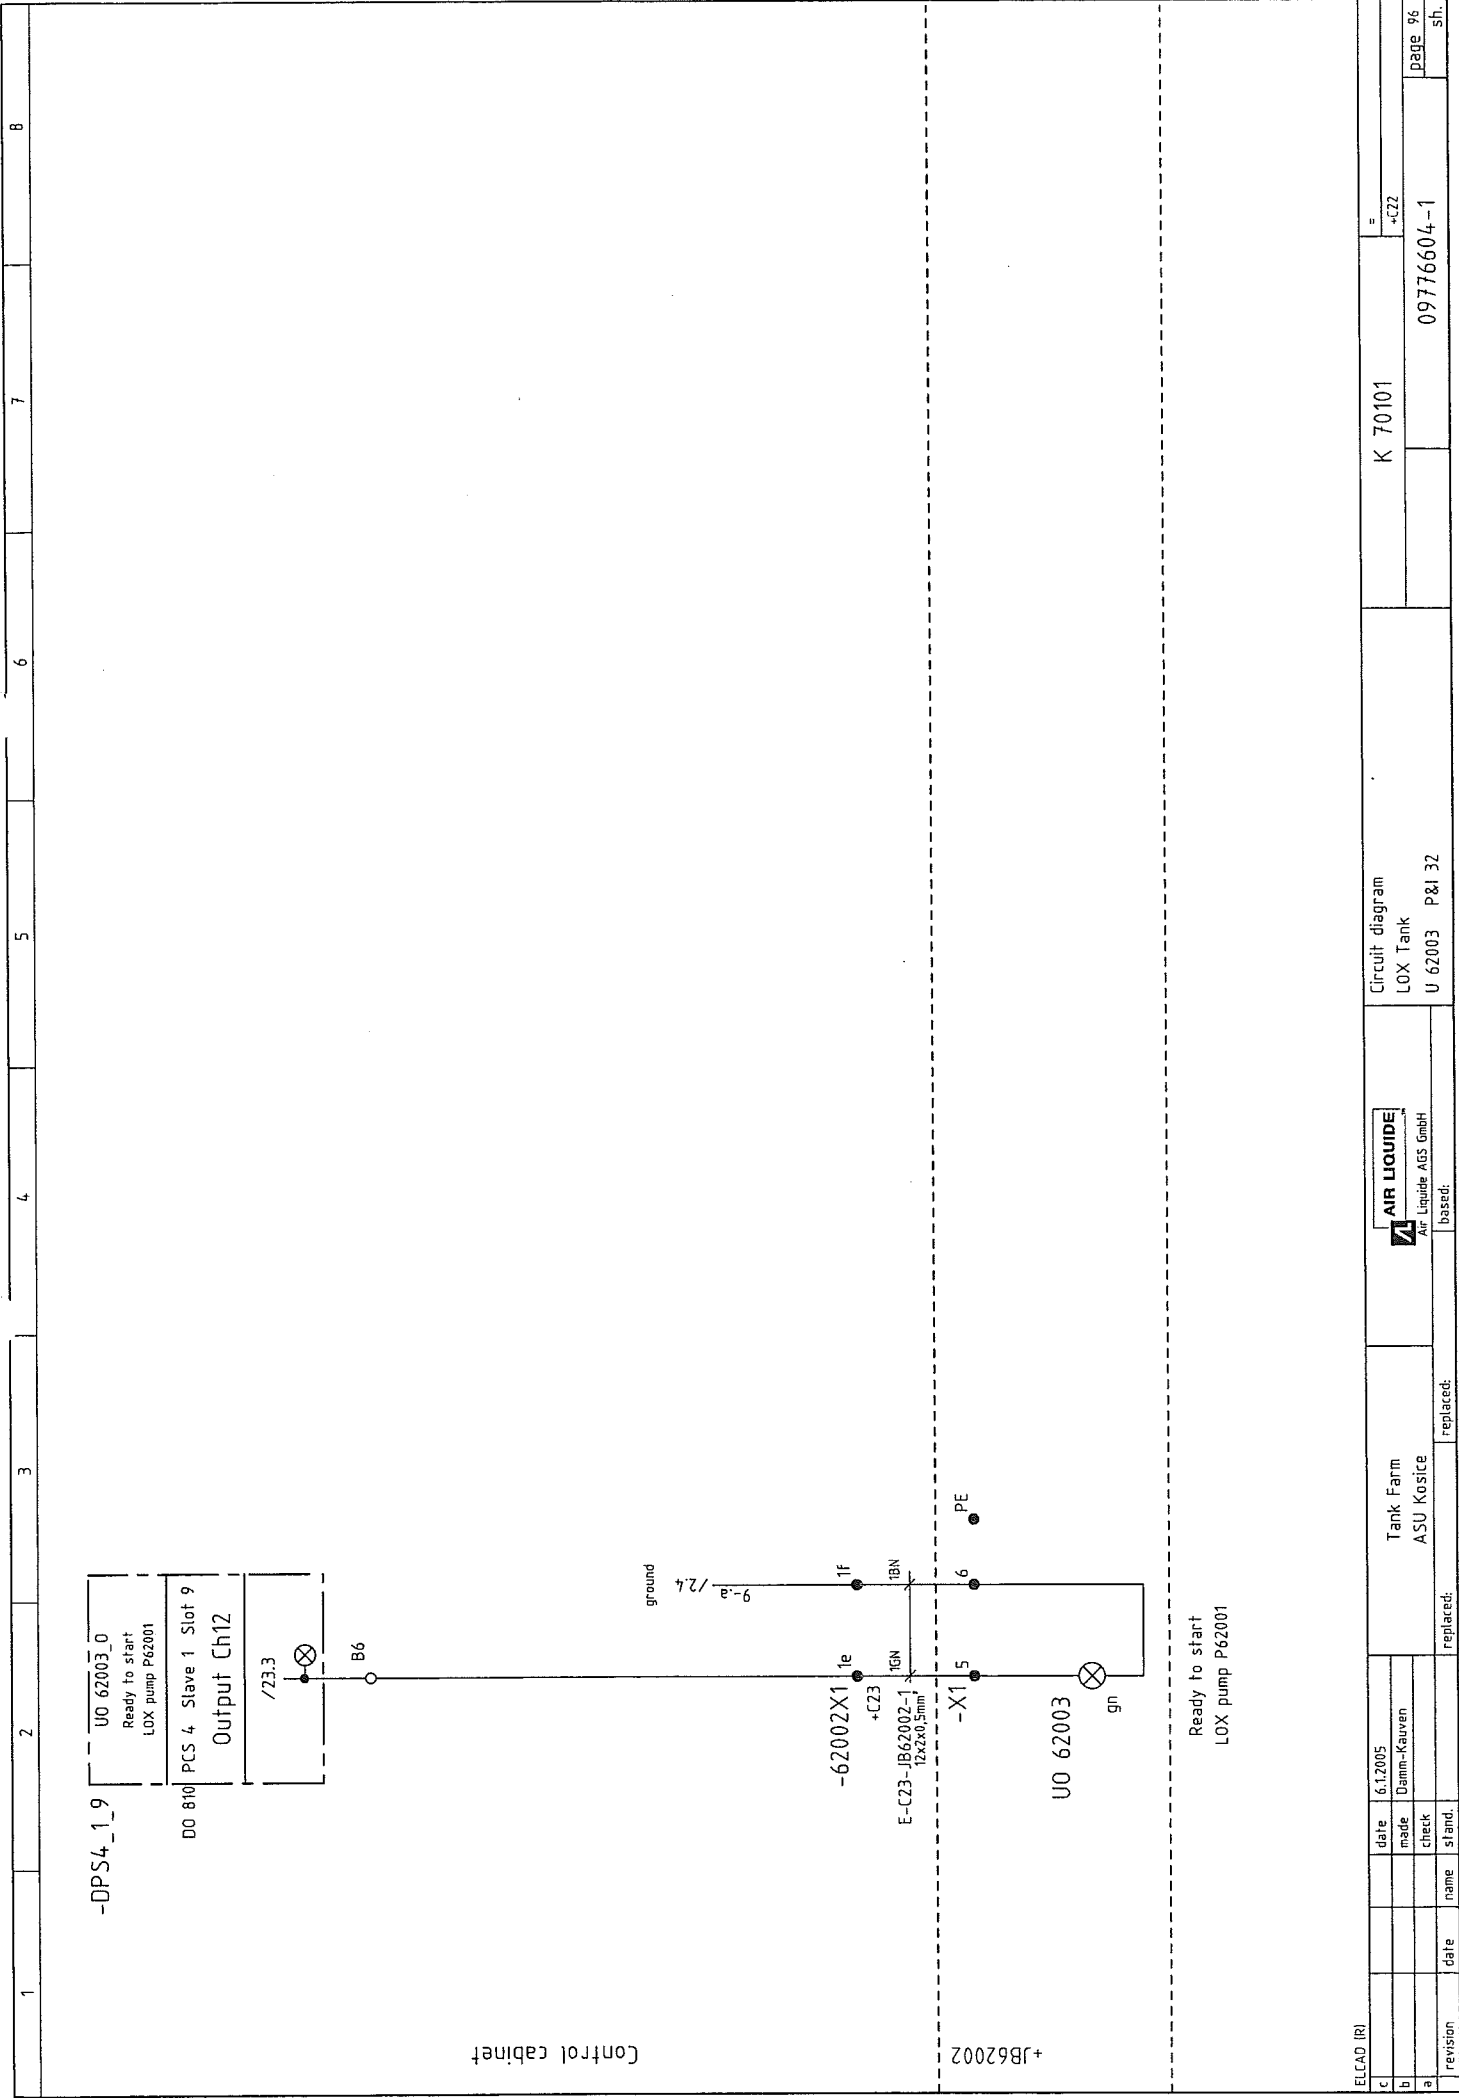 1 2 3 4 5 6 7 8
-DPS4_1_9
UO 62003_0
Ready to start
LOX pump P62001
DO 810 PCS 4 Slave 1 Slot 9
Output Ch12
/23.3
B6
ground
/2.4
9-.a
-62002X1 1e 1f
+C23
1GN 1BN
E-C23-JB62002-1
12x2x0,5mm²
-X1 5 6 PE
UO 62003
gn
Ready to start
LOX pump P62001
Control cabinet
+JB62002
ELCAD (R)
c
b
a
revision date name stand.
date 6.1.2005
made Damm-Kauven
check
Tank Farm
ASU Kosice
replaced: replaced: based:
AIR LIQUIDE
Air Liquide AGS GmbH
Circuit diagram
LOX Tank
U 62003 P&I 32
K 70101
=
+C22
09776604-1
page 96
sh.